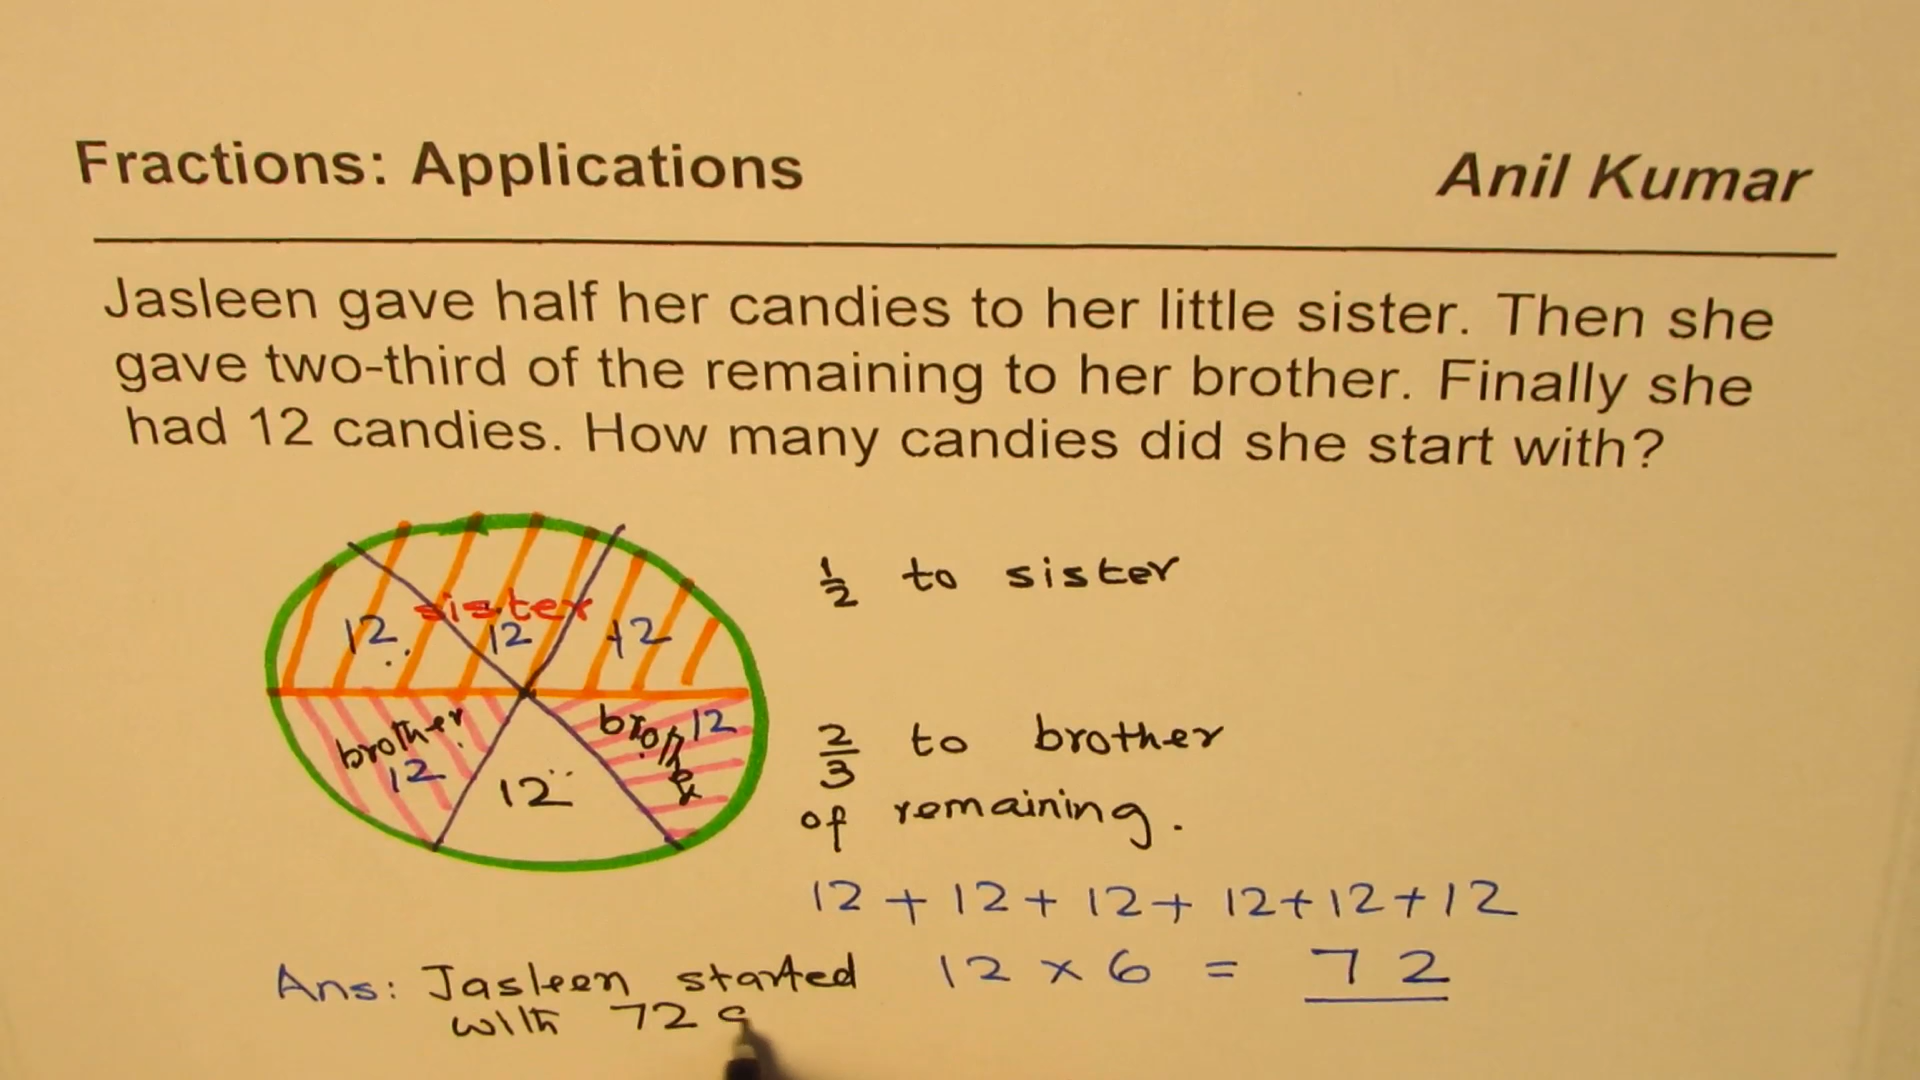 Fractions: Applications
Anil Kumar
Jasleen gave half her candies to her little sister. Then she
gave two-third of the remaining to her brother. Finally she
had 12 candies. How many candies did she start with?
sister
12 12 12
brother brother 12
12 12
1/2 to sister
2/3 to brother
of remaining.
12 + 12 + 12 + 12 + 12 + 12
12 x 6 = 72
Ans: Jasleen started
with 72 c